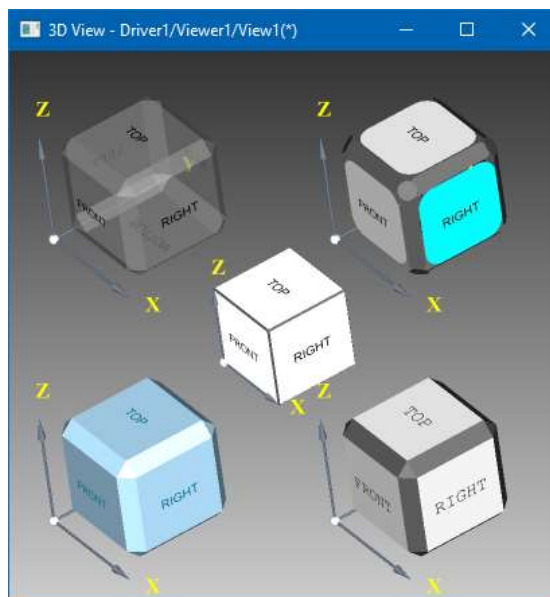 3D View - Driver1/Viewer1/View1(*)
Z
TOP
FRONT
RIGHT
X
Z
TOP
FRONT
RIGHT
X
Z
TOP
FRONT
RIGHT
X
Z
TOP
FRONT
RIGHT
X
Z
TOP
FRONT
RIGHT
X